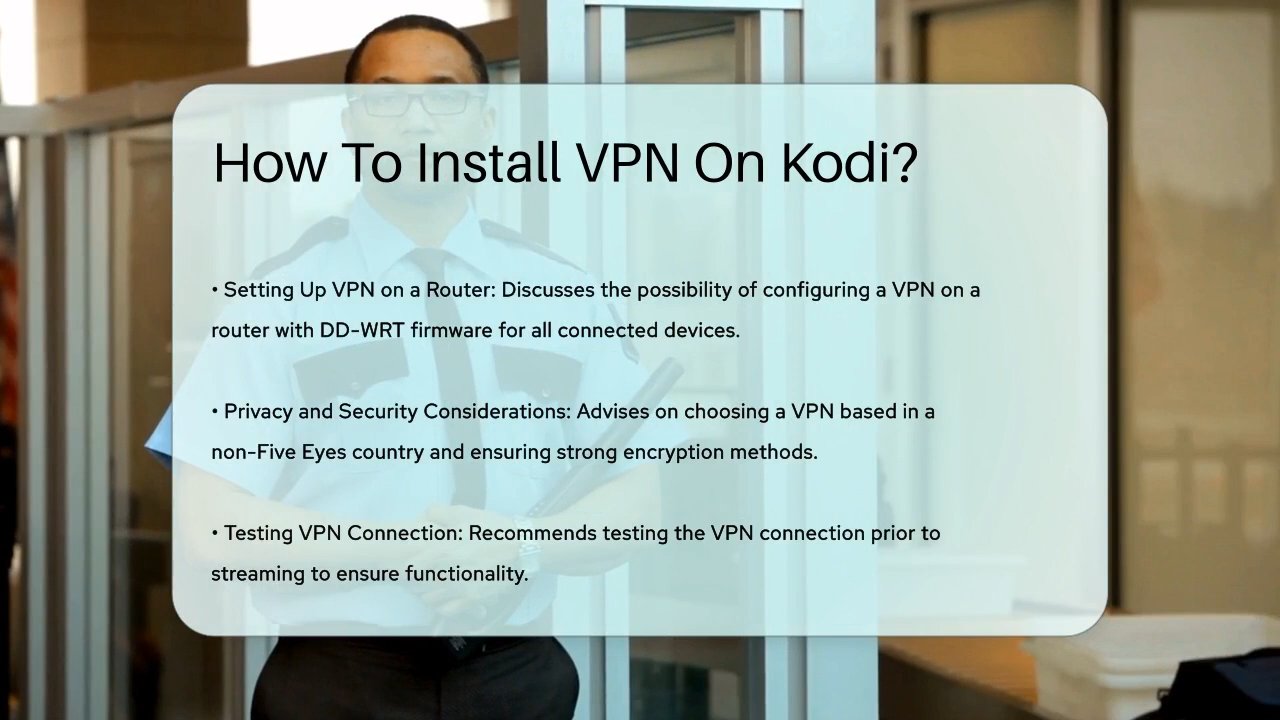 How To Install VPN On Kodi?
• Setting Up VPN on a Router: Discusses the possibility of configuring a VPN on a
router with DD-WRT firmware for all connected devices.
• Privacy and Security Considerations: Advises on choosing a VPN based in a
non-Five Eyes country and ensuring strong encryption methods.
• Testing VPN Connection: Recommends testing the VPN connection prior to
streaming to ensure functionality.